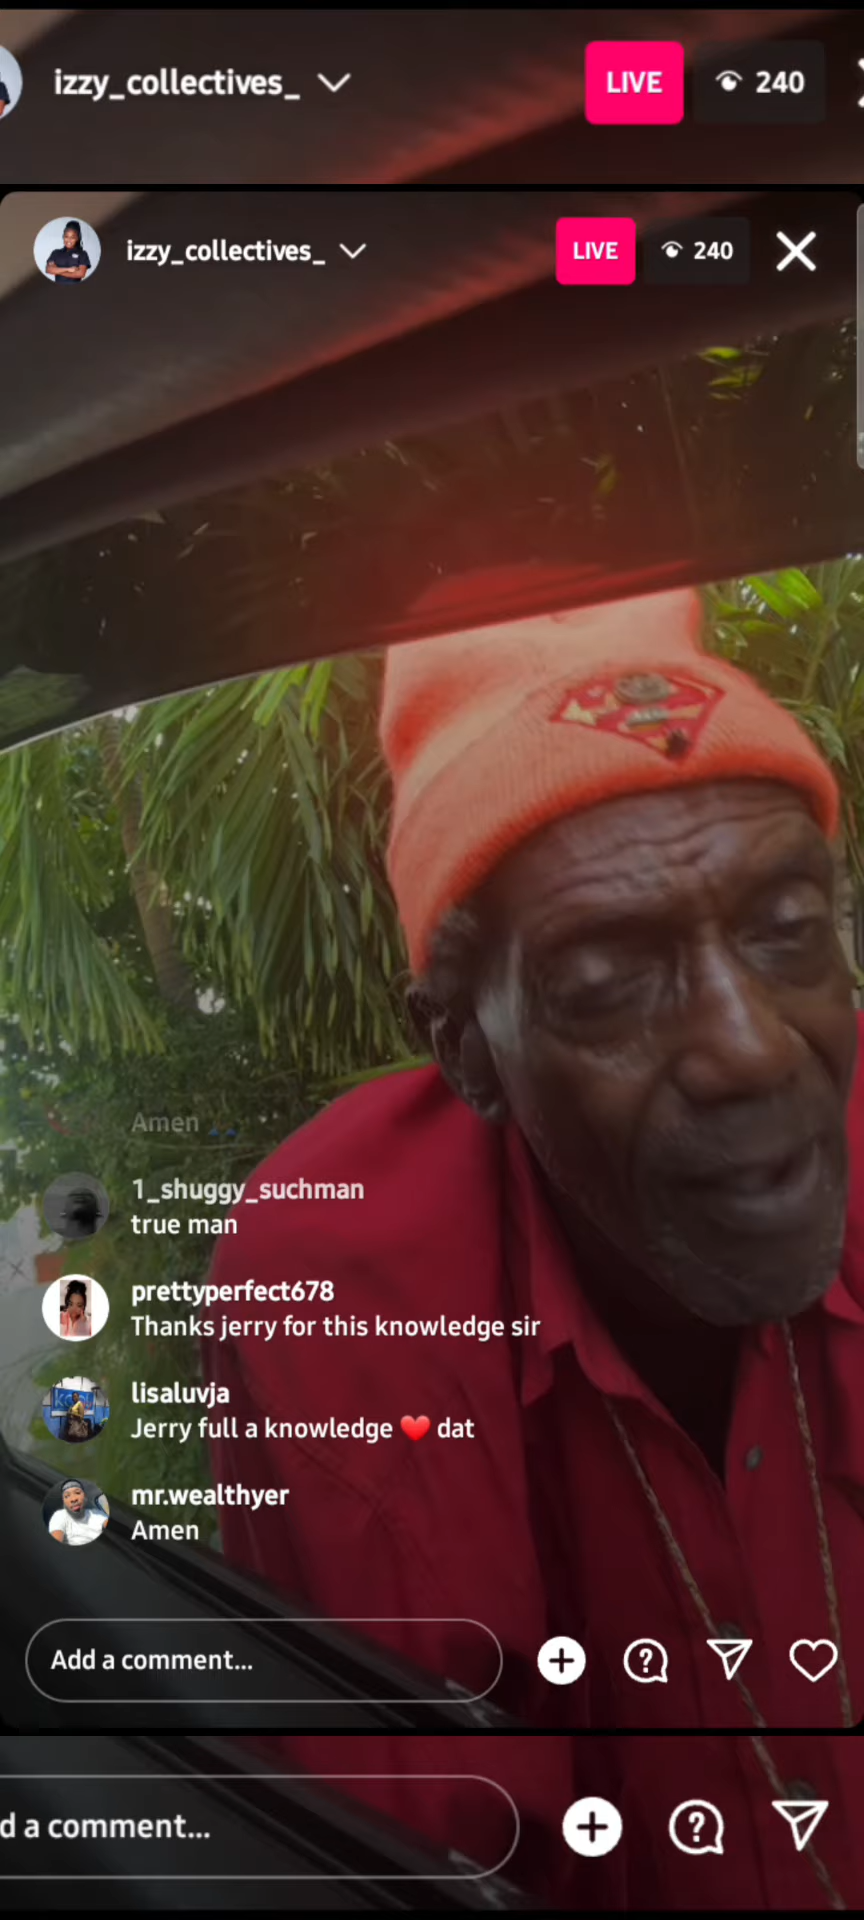 izzy_collectives_
LIVE
240
izzy_collectives_
LIVE
240
Amen
1_shuggy_suchman
true man
prettyperfect678
Thanks jerry for this knowledge sir
lisaluvja
Jerry full a knowledge ❤️ dat
mr.wealthyer
Amen
Add a comment...
d a comment...